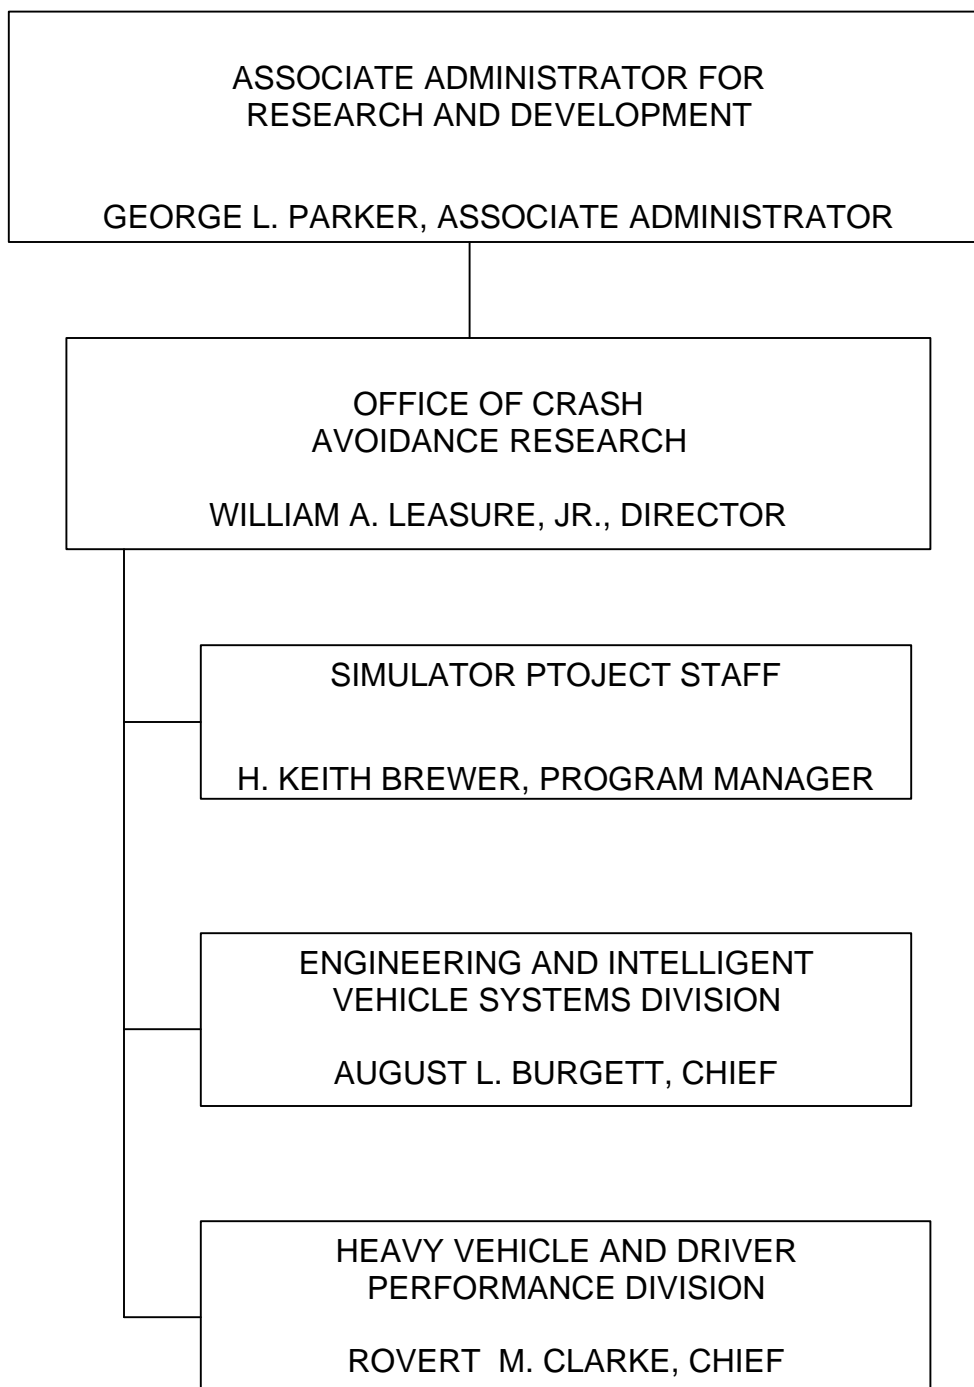 ASSOCIATE ADMINISTRATOR FOR
RESEARCH AND DEVELOPMENT
GEORGE L. PARKER, ASSOCIATE ADMINISTRATOR
OFFICE OF CRASH
AVOIDANCE RESEARCH
WILLIAM A. LEASURE, JR., DIRECTOR
SIMULATOR PTOJECT STAFF
H. KEITH BREWER, PROGRAM MANAGER
ENGINEERING AND INTELLIGENT
VEHICLE SYSTEMS DIVISION
AUGUST L. BURGETT, CHIEF
HEAVY VEHICLE AND DRIVER
PERFORMANCE DIVISION
ROVERT  M. CLARKE, CHIEF